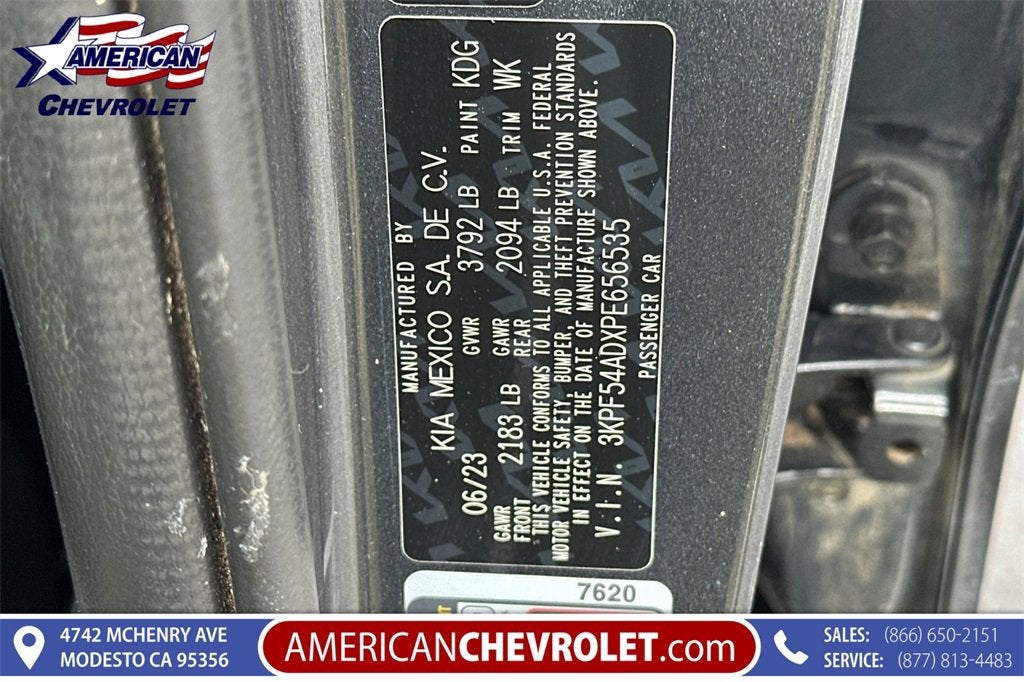 AMERICAN
CHEVROLET
MANUFACTURED BY
KIA MEXICO S.A. DE C.V.
06/23 GVWR 3792 LB PAINT KDG
GAWR FRONT 2183 LB GAWR REAR 2094 LB TRIM WK
THIS VEHICLE CONFORMS TO ALL APPLICABLE U.S.A. FEDERAL
MOTOR VEHICLE SAFETY, BUMPER, AND THEFT PREVENTION STANDARDS
IN EFFECT ON THE DATE OF MANUFACTURE SHOWN ABOVE.
V.I.N. 3KPF54ADXPE656535
PASSENGER CAR
7620
4742 MCHENRY AVE
MODESTO CA 95356
AMERICANCHEVROLET.com
SALES: (866) 650-2151
SERVICE: (877) 813-4483